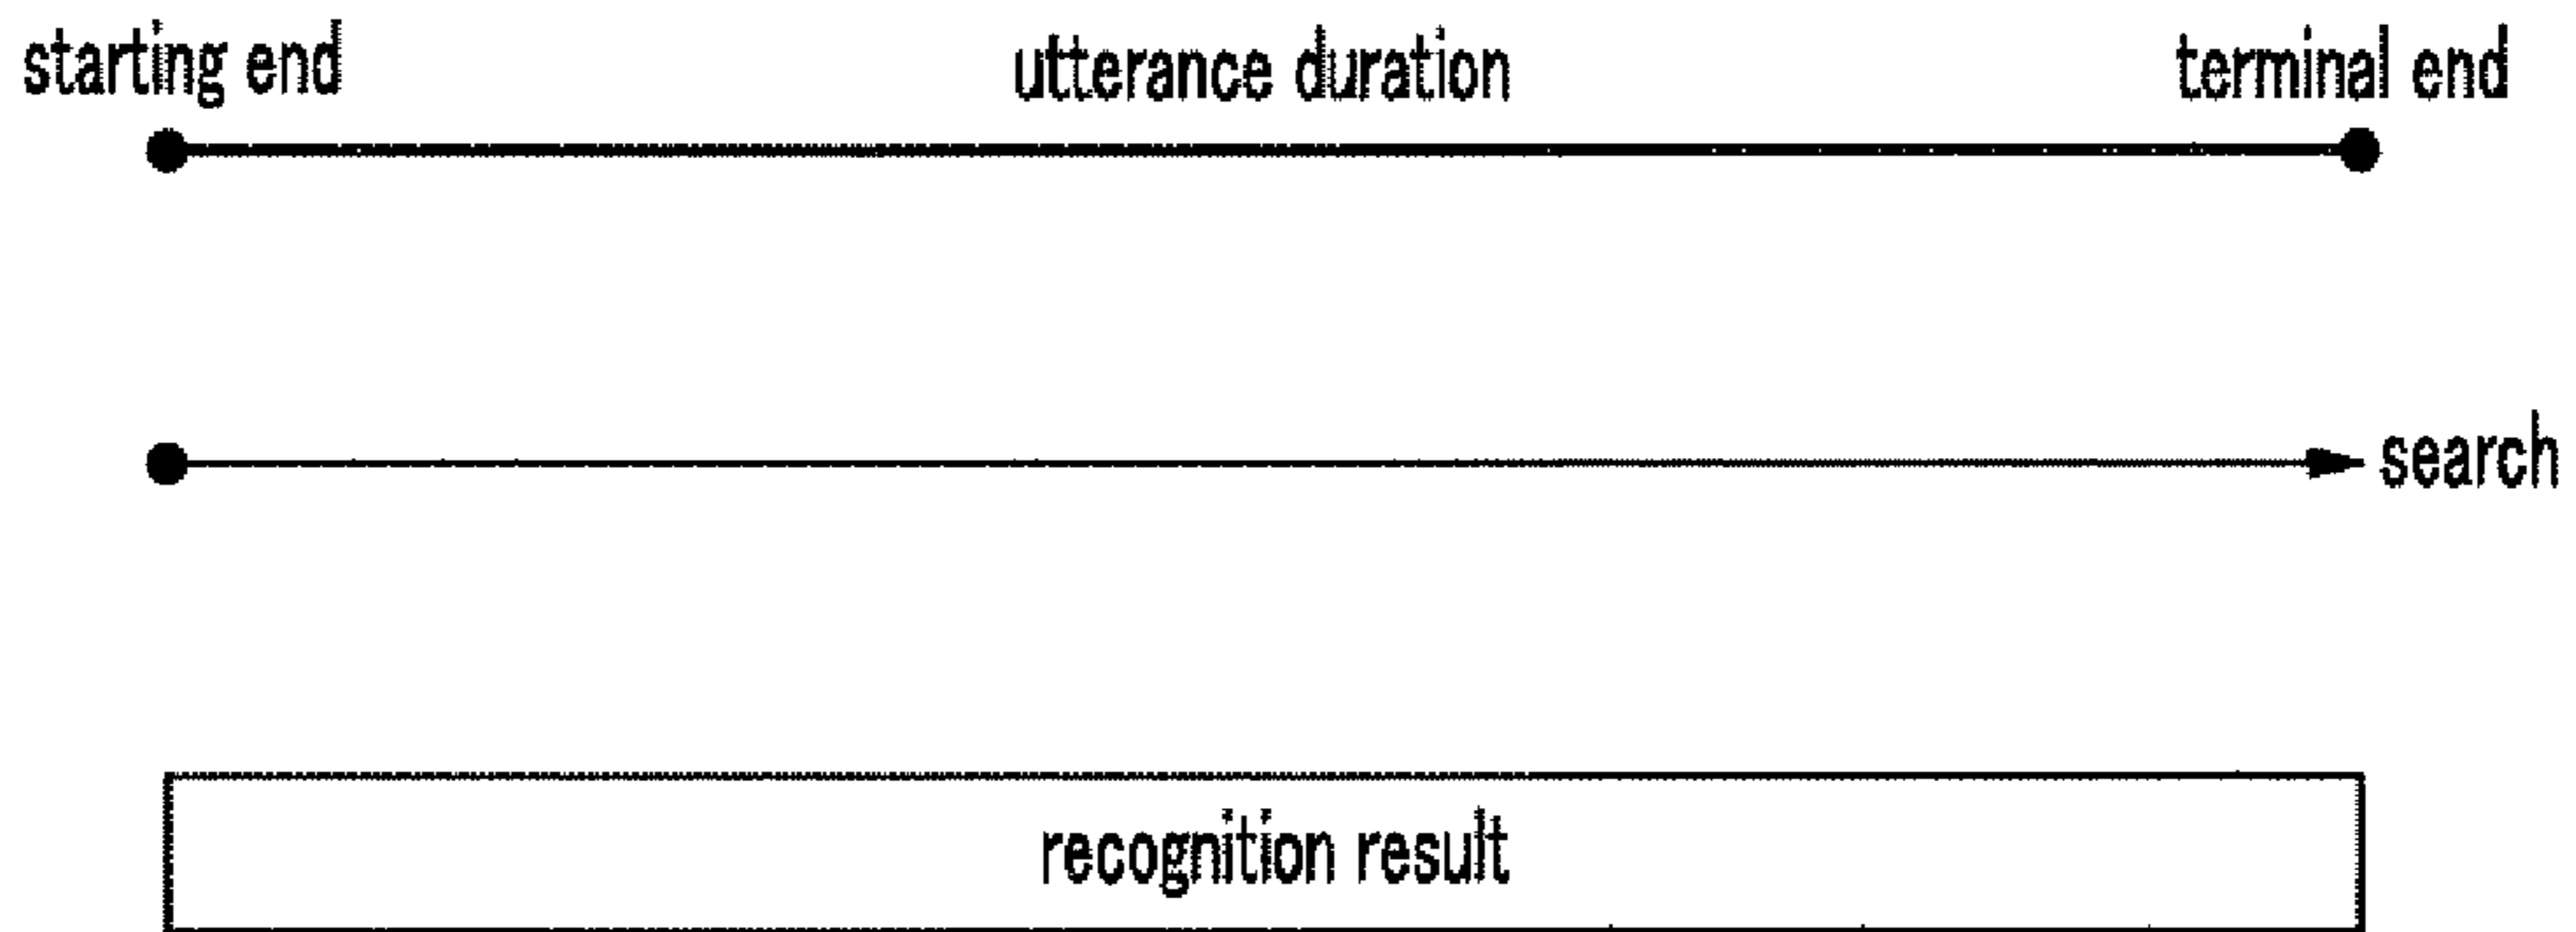 starting end utterance duration terminal end
search
recognition result